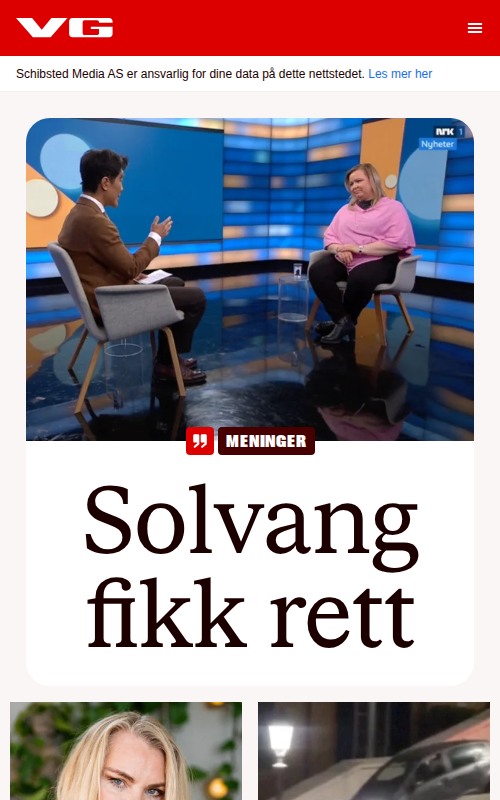 VG
Schibsted Media AS er ansvarlig for dine data på dette nettstedet. Les mer her
NRK 1
Nyheter
MENINGER
Solvang
fikk rett